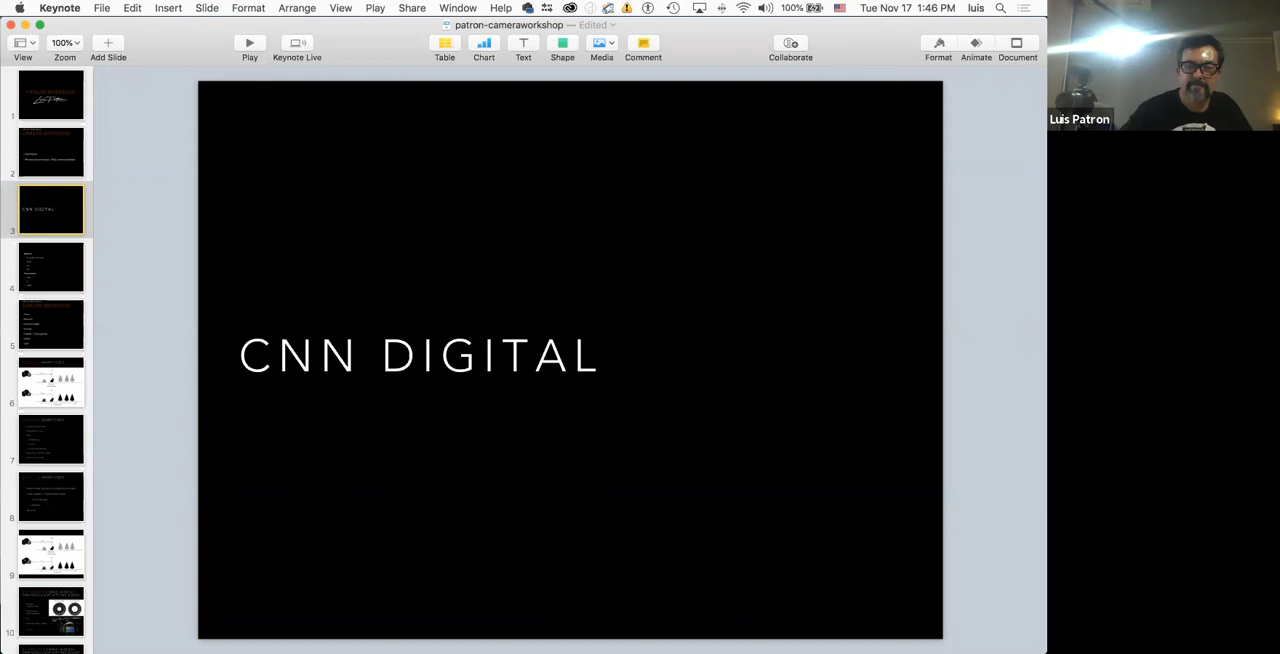 Keynote File Edit Insert Slide Format Arrange View Play Share Window Help 100% Tue Nov 17 1:46 PM luis
patron-cameraworkshop — Edited
100%
View Zoom Add Slide Play Keynote Live Table Chart Text Shape Media Comment Collaborate Format Animate Document
1
2
3
CNN DIGITAL
4
5
6
7
8
9
10
CNN DIGITAL
Luis Patron